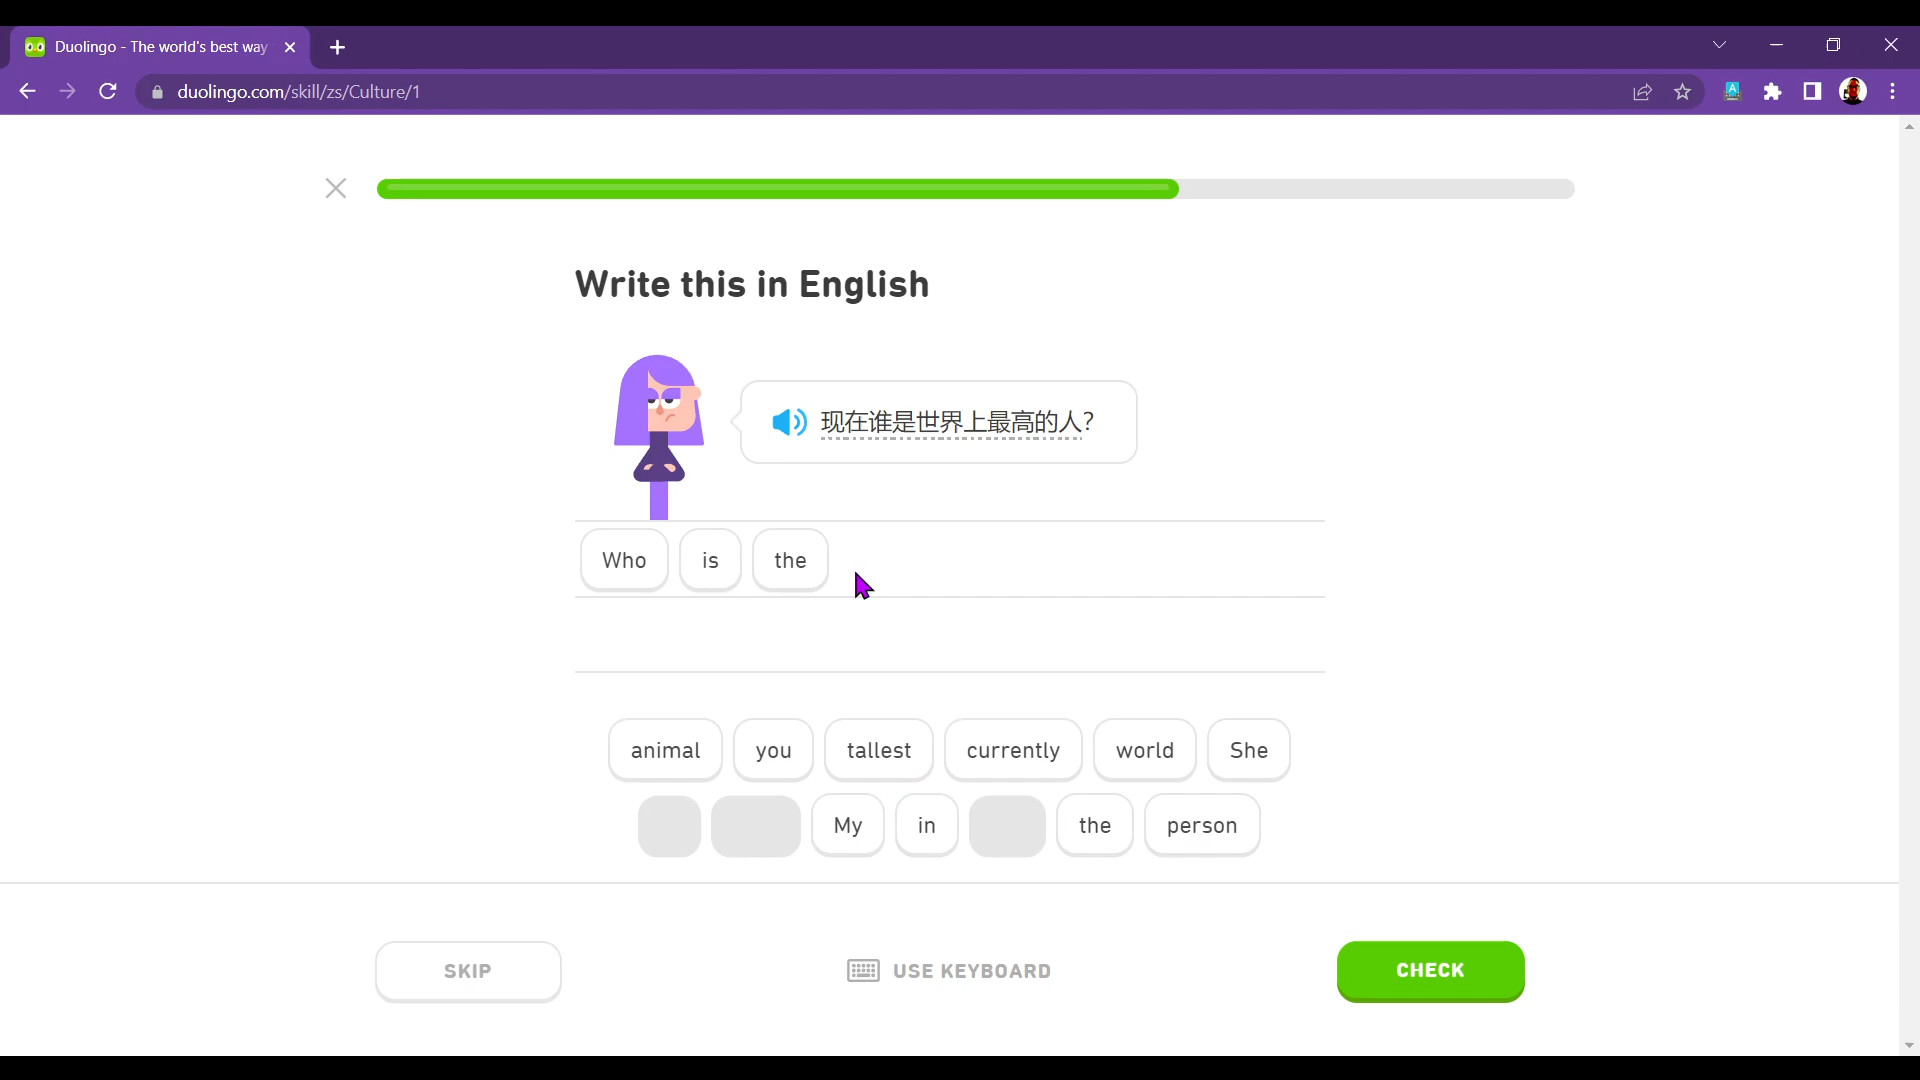 Duolingo - The world's best way
duolingo.com/skill/zs/Culture/1
Write this in English
现在谁是世界上最高的人?
Who is the
animal you tallest currently world She
My in the person
SKIP
USE KEYBOARD
CHECK